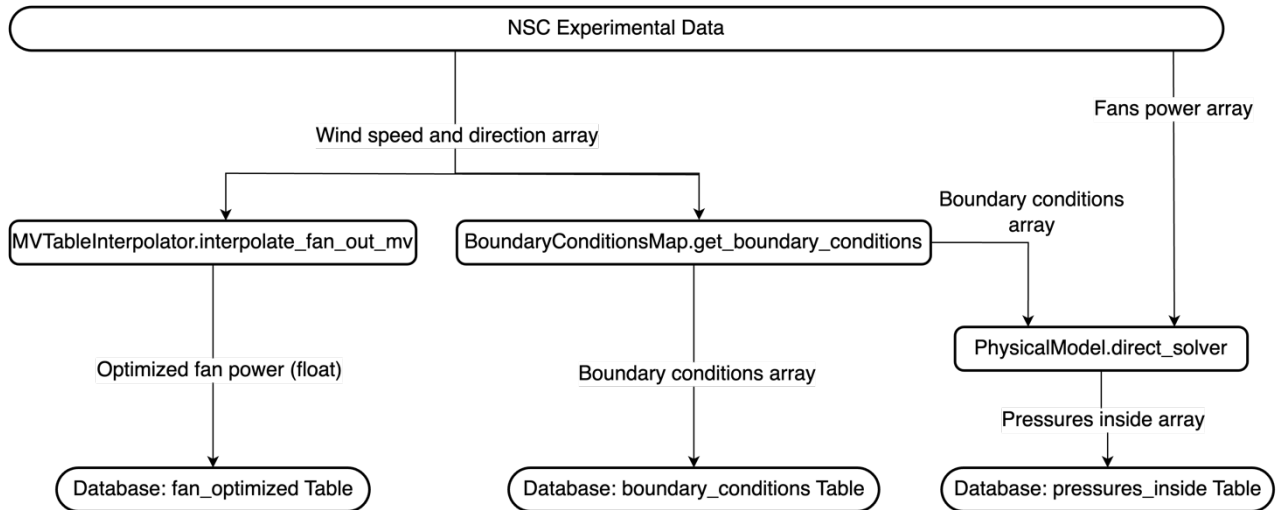 NSC Experimental Data
Fans power array
Wind speed and direction array
Boundary conditions
array
MVTableInterpolator.interpolate_fan_out_mv
BoundaryConditionsMap.get_boundary_conditions
PhysicalModel.direct_solver
Optimized fan power (float)
Boundary conditions array
Pressures inside array
Database: fan_optimized Table
Database: boundary_conditions Table
Database: pressures_inside Table